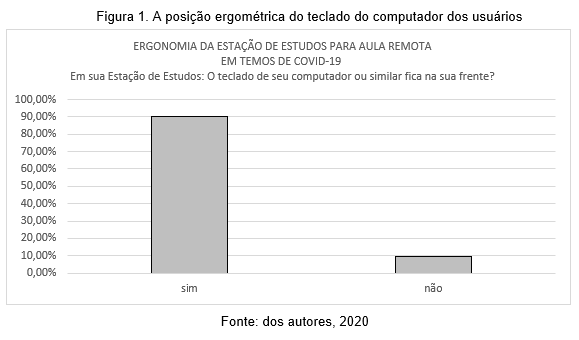 Figura 1. A posição ergométrica do teclado do computador dos usuários
ERGONOMIA DA ESTAÇÃO DE ESTUDOS PARA AULA REMOTA
EM TEMOS DE COVID-19
Em sua Estação de Estudos: O teclado de seu computador ou similar fica na sua frente?
100,00%
90,00%
80,00%
70,00%
60,00%
50,00%
40,00%
30,00%
20,00%
10,00%
0,00%
sim não
Fonte: dos autores, 2020